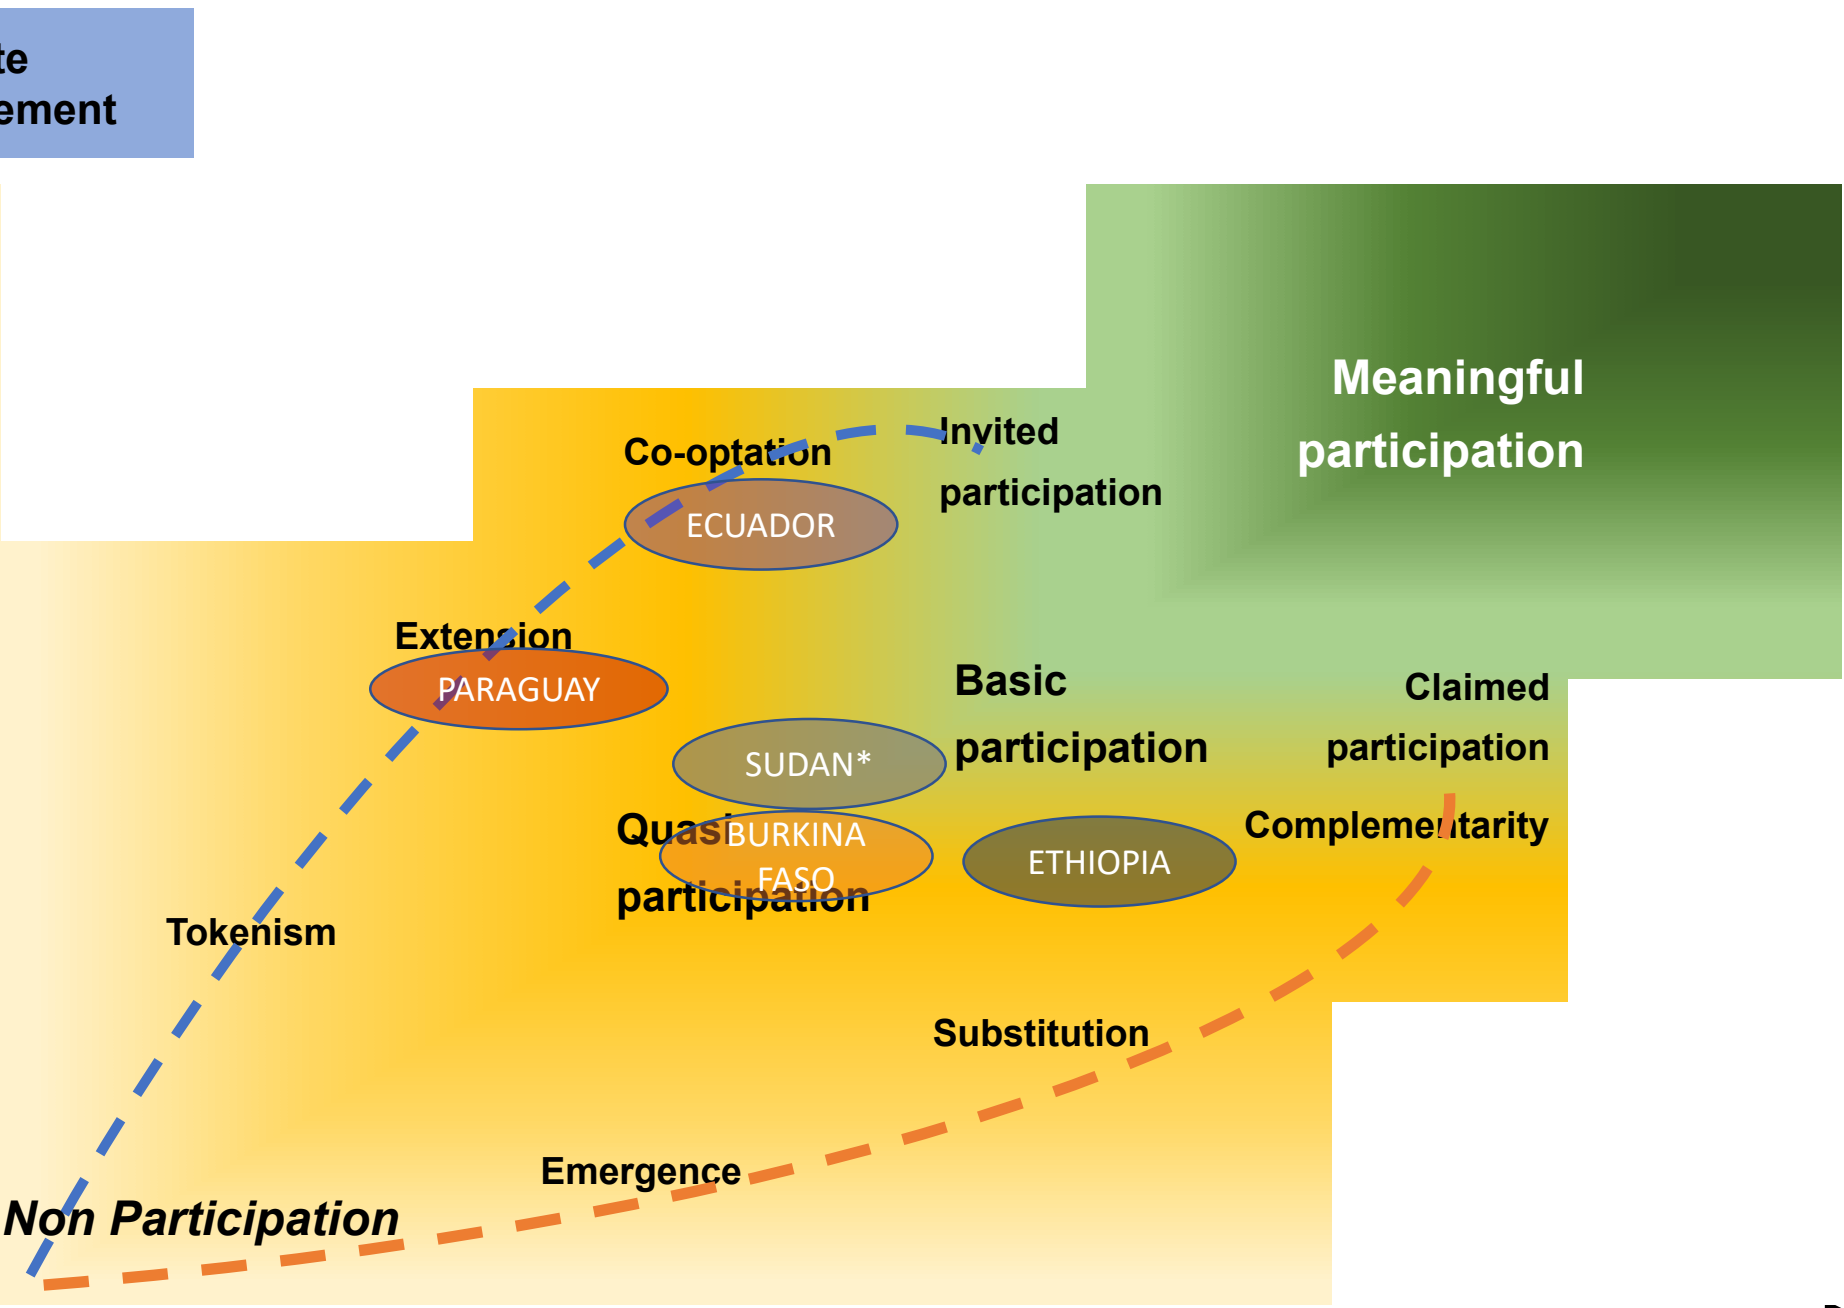 te
ement
Meaningful
participation
Co-optation
Invited
participation
ECUADOR
Extension
PARAGUAY
Basic
participation
Claimed
participation
SUDAN*
Quasi
participation
BURKINA
FASO
ETHIOPIA
Complementarity
Tokenism
Substitution
Emergence
Non Participation